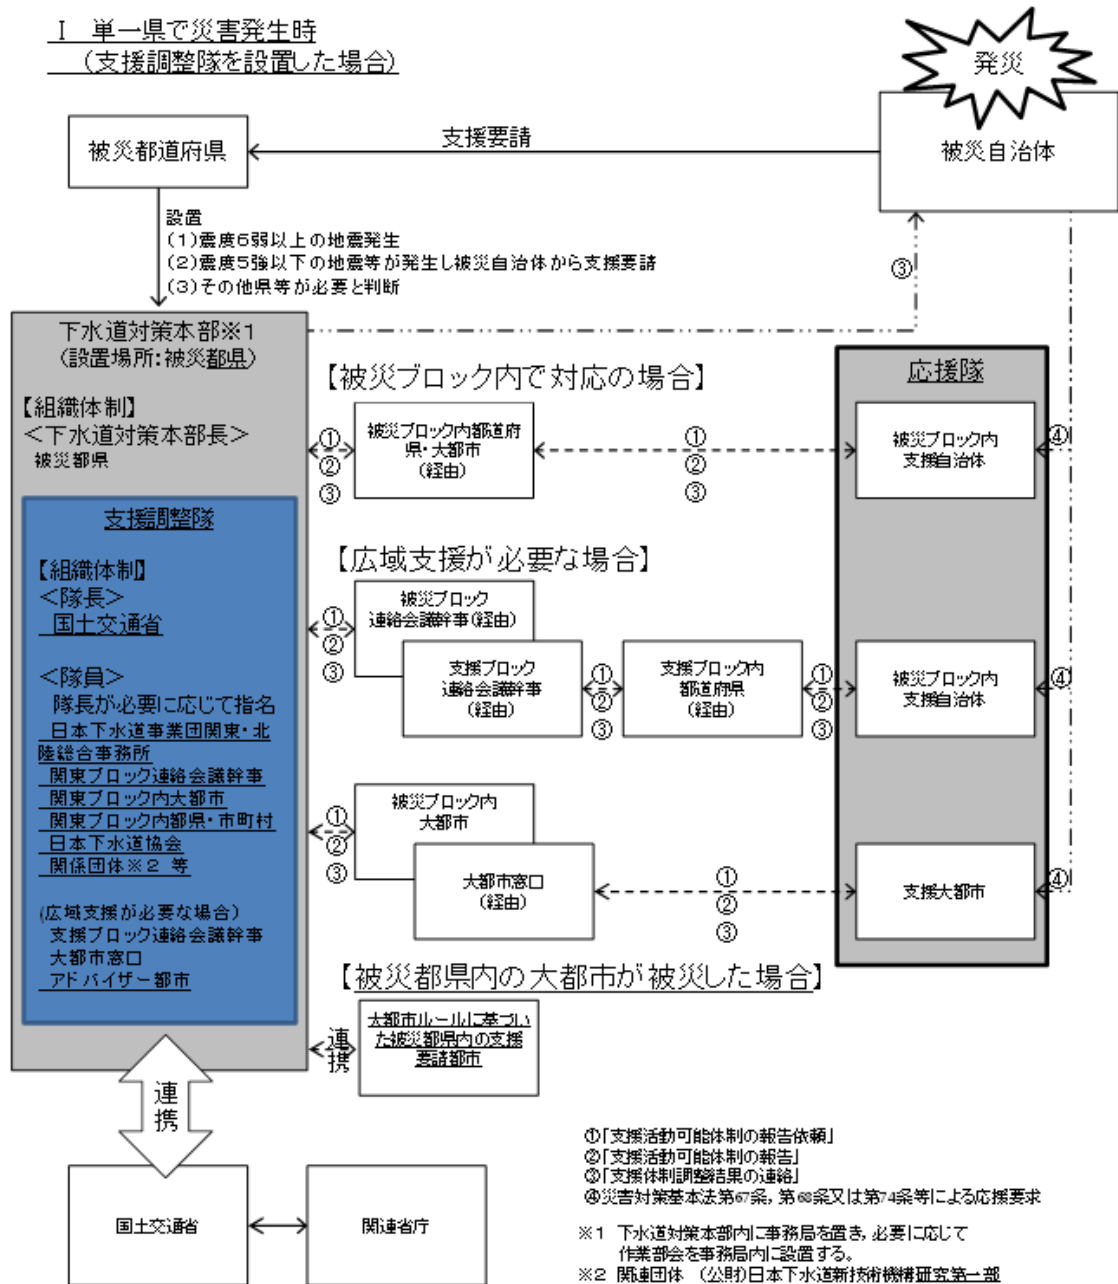 Ⅰ 単一県で災害発生時
(支援調整隊を設置した場合)
発災
被災都道府県
支援要請
被災自治体
設置
(1)震度6弱以上の地震発生
(2)震度5強以下の地震等が発生し被災自治体から支援要請
(3)その他県等が必要と判断
③
下水道対策本部※1
(設置場所:被災都県)
【組織体制】
<下水道対策本部長>
被災都県
支援調整隊
【組織体制】
<隊長>
国土交通省
<隊員>
隊長が必要に応じて指名
日本下水道事業団関東・北
陸総合事務所
関東ブロック連絡会議幹事
関東ブロック内大都市
関東ブロック内都県・市町村
日本下水道協会
関係団体※2 等
(広域支援が必要な場合)
支援ブロック連絡会議幹事
大都市窓口
アドバイザー都市
【被災ブロック内で対応の場合】
①
②
③
被災ブロック内都道府
県・大都市
(経由)
①
②
③
応援隊
被災ブロック内
支援自治体
④
【広域支援が必要な場合】
①
②
③
被災ブロック
連絡会議幹事(経由)
支援ブロック
連絡会議幹事
(経由)
①
②
③
支援ブロック内
都道府県
(経由)
①
②
③
被災ブロック内
支援自治体
④
①
②
③
被災ブロック内
大都市
大都市窓口
(経由)
①
②
③
支援大都市
④
【被災都県内の大都市が被災した場合】
連携
大都市ルールに基づい
た被災都県内の支援
要請都市
連携
国土交通省
関連省庁
①「支援活動可能体制の報告依頼」
②「支援活動可能体制の報告」
③「支援体制調整結果の連絡」
④災害対策基本法第67条，第68条又は第74条等による応援要求
※1 下水道対策本部内に事務局を置き，必要に応じて
作業部会を事務局内に設置する。
※2 関連団体 (公財)日本下水道新技術機構研究第一部